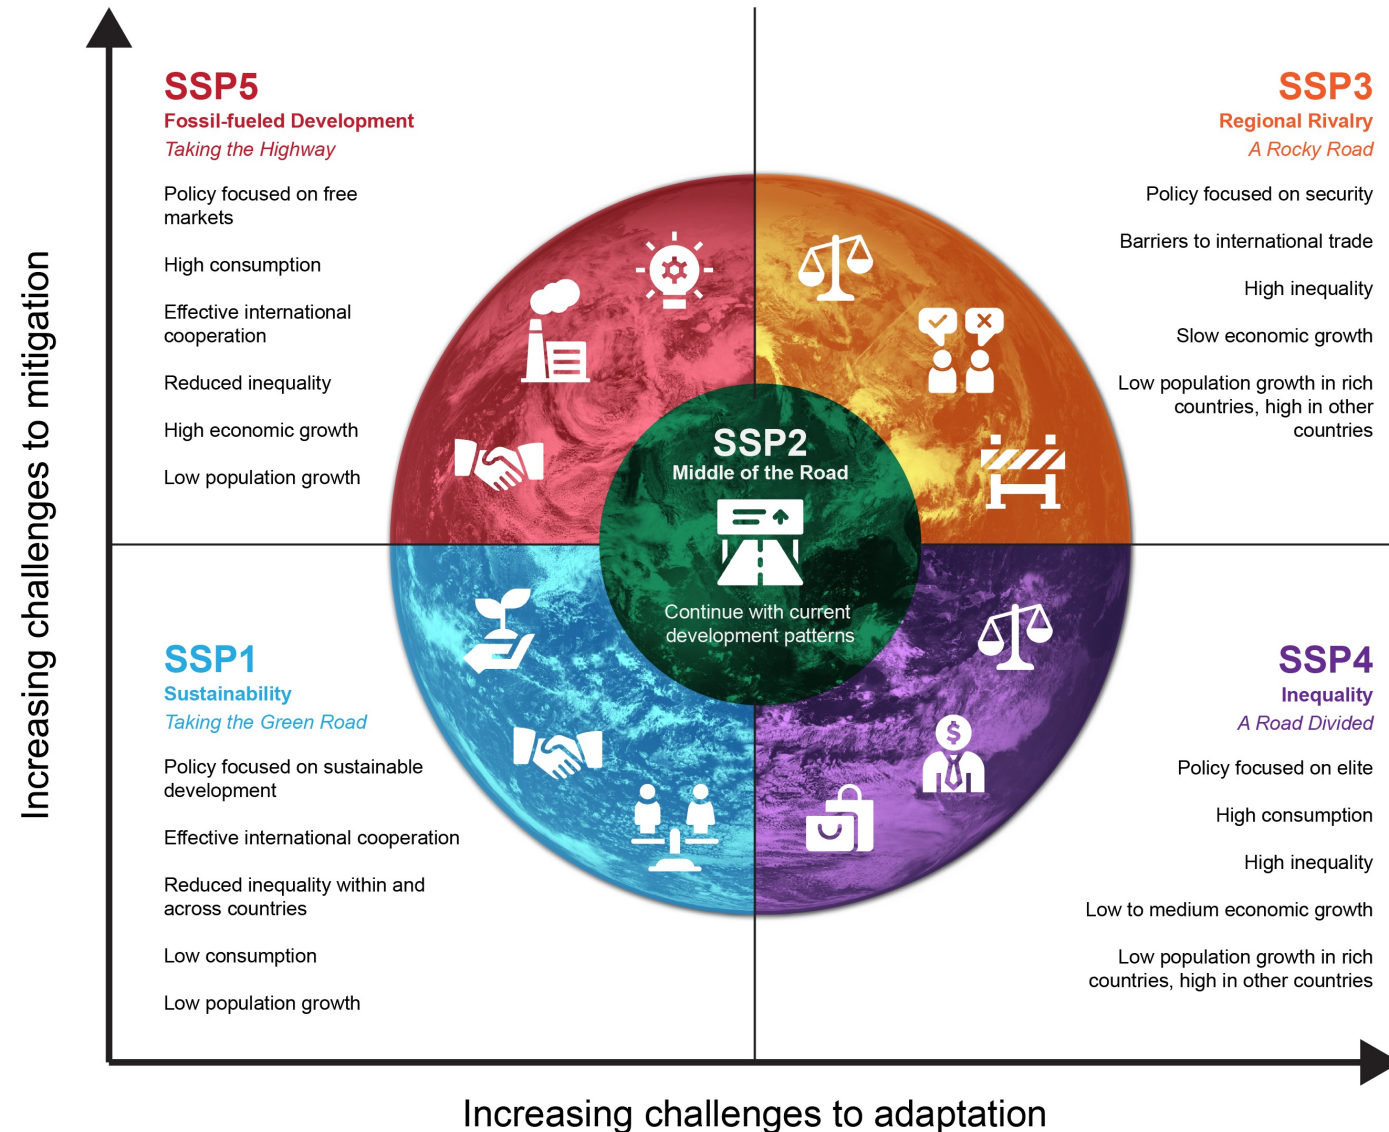 Increasing challenges to mitigation
SSP5
Fossil-fueled Development
Taking the Highway
Policy focused on free
markets
High consumption
Effective international
cooperation
Reduced inequality
High economic growth
Low population growth
SSP3
Regional Rivalry
A Rocky Road
Policy focused on security
Barriers to international trade
High inequality
Slow economic growth
Low population growth in rich
countries, high in other
countries
SSP2
Middle of the Road
Continue with current
development patterns
SSP1
Sustainability
Taking the Green Road
Policy focused on sustainable
development
Effective international cooperation
Reduced inequality within and
across countries
Low consumption
Low population growth
SSP4
Inequality
A Road Divided
Policy focused on elite
High consumption
High inequality
Low to medium economic growth
Low population growth in rich
countries, high in other countries
$
Increasing challenges to adaptation